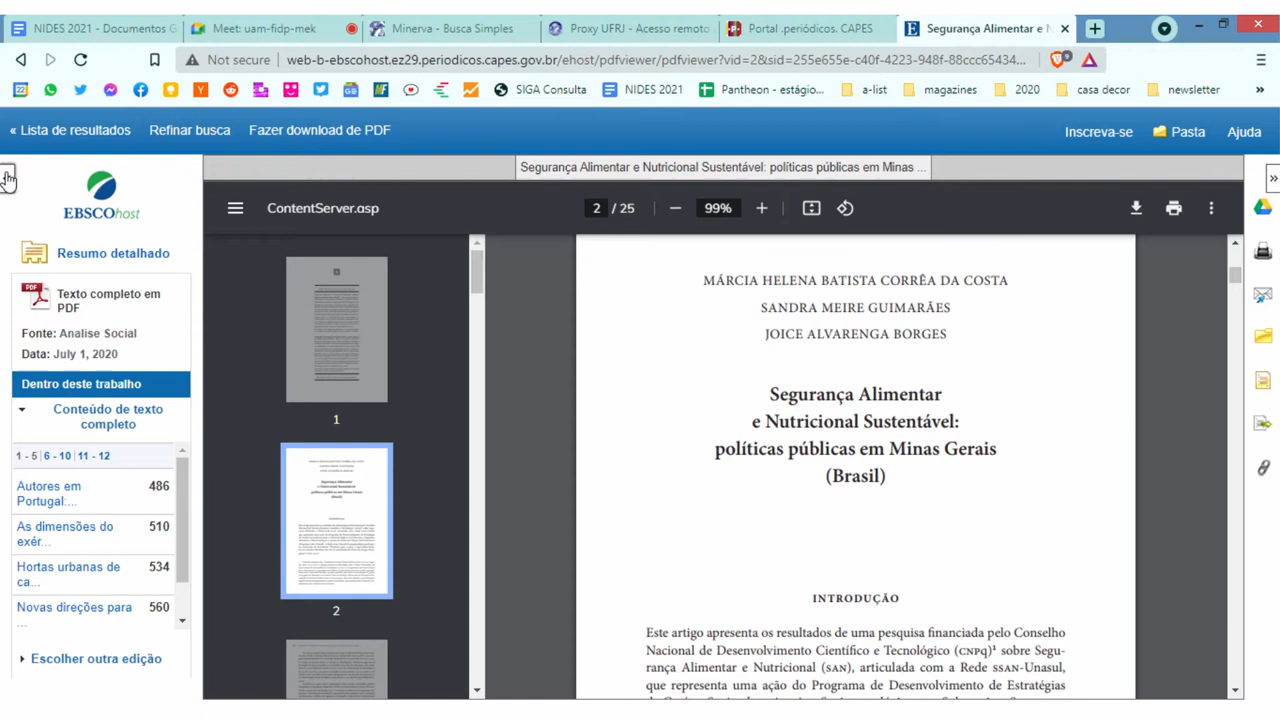 NIDES 2021 - Documentos G
Meet: uam-fidp-mek
Minerva - Busca Simples
Proxy UFRJ - Acesso remoto
Portal .periódicos. CAPES
Segurança Alimentar e N
Not secure
web-b-ebscohost.ez29.periodicos.capes.gov.br/ehost/pdfviewer/pdfviewer?vid=2&sid=255e655e-c40f-4223-948f-88ccc65434...
SIGA Consulta
NIDES 2021
Pantheon - estágio...
a-list
magazines
2020
casa decor
newsletter
»
« Lista de resultados
Refinar busca
Fazer download de PDF
Inscreva-se
Pasta
Ajuda
Segurança Alimentar e Nutricional Sustentável: políticas públicas em Minas ...
»
EBSCOhost
Resumo detalhado
PDF
Texto completo em
PDF
Fonte: Analise Social
Data: July 1, 2020
Dentro deste trabalho
Conteúdo de texto
completo
1 - 5 | 6 - 10 | 11 - 12
Autores em
Portugal:...
486
As dimensões do
exér...
510
Hortas urbanas de
ca...
534
Novas direções para
...
560
Escolher outra edição
ContentServer.asp
2 / 25
99%
1
2
MÁRCIA HELENA BATISTA CORRÊA DA COSTA
SANDRA MEIRE GUIMARÃES
JOICE ALVARENGA BORGES
Segurança Alimentar
e Nutricional Sustentável:
políticas públicas em Minas Gerais
(Brasil)
INTRODUÇÃO
Este artigo apresenta os resultados de uma pesquisa financiada pelo Conselho
Nacional de Desenvolvimento Científico e Tecnológico (CNPq)¹ sobre Segu-
rança Alimentar e Nutricional (SAN), articulada com a Rede SSAN-Unasul,
que representa uma ação do Programa de Desenvolvimento de Estratégias